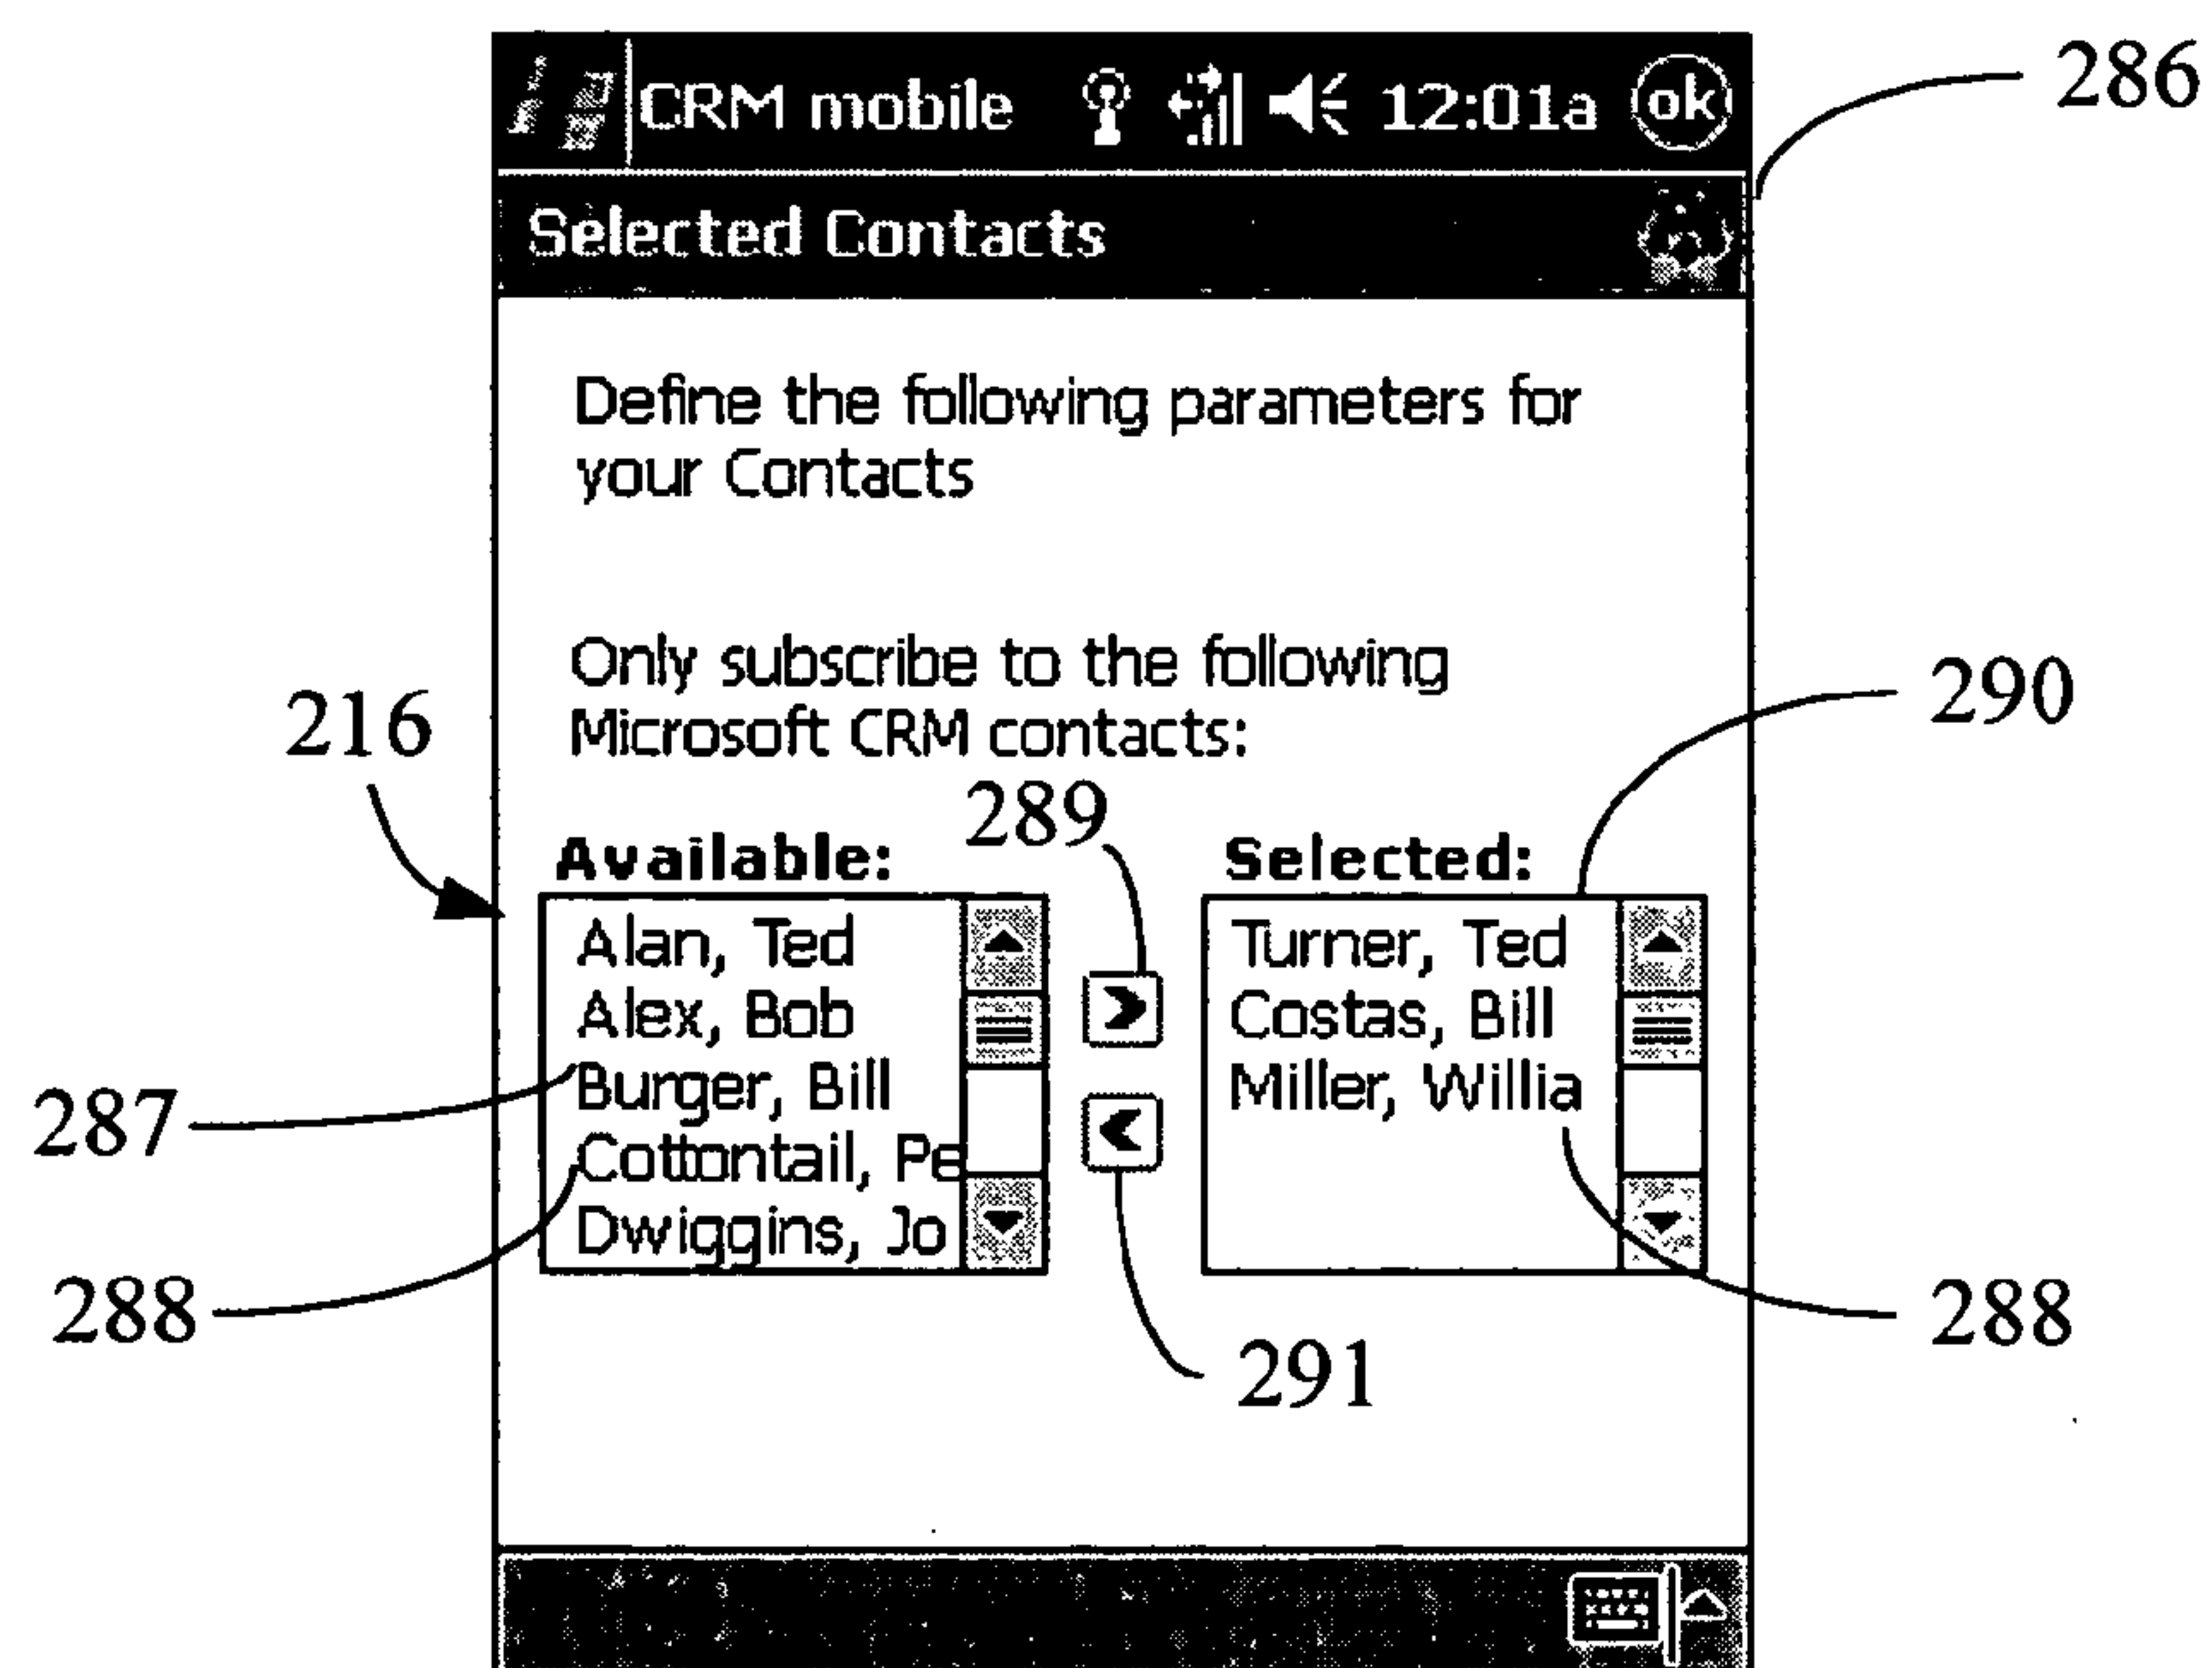 CRM mobile 12:01a ok
286
Selected Contacts
Define the following parameters for
your Contacts
Only subscribe to the following
Microsoft CRM contacts:
216
290
289
Available:
Selected:
Alan, Ted
Alex, Bob
Burger, Bill
Cottontail, Pe
Dwiggins, Jo
Turner, Ted
Costas, Bill
Miller, Willia
287
288
288
291